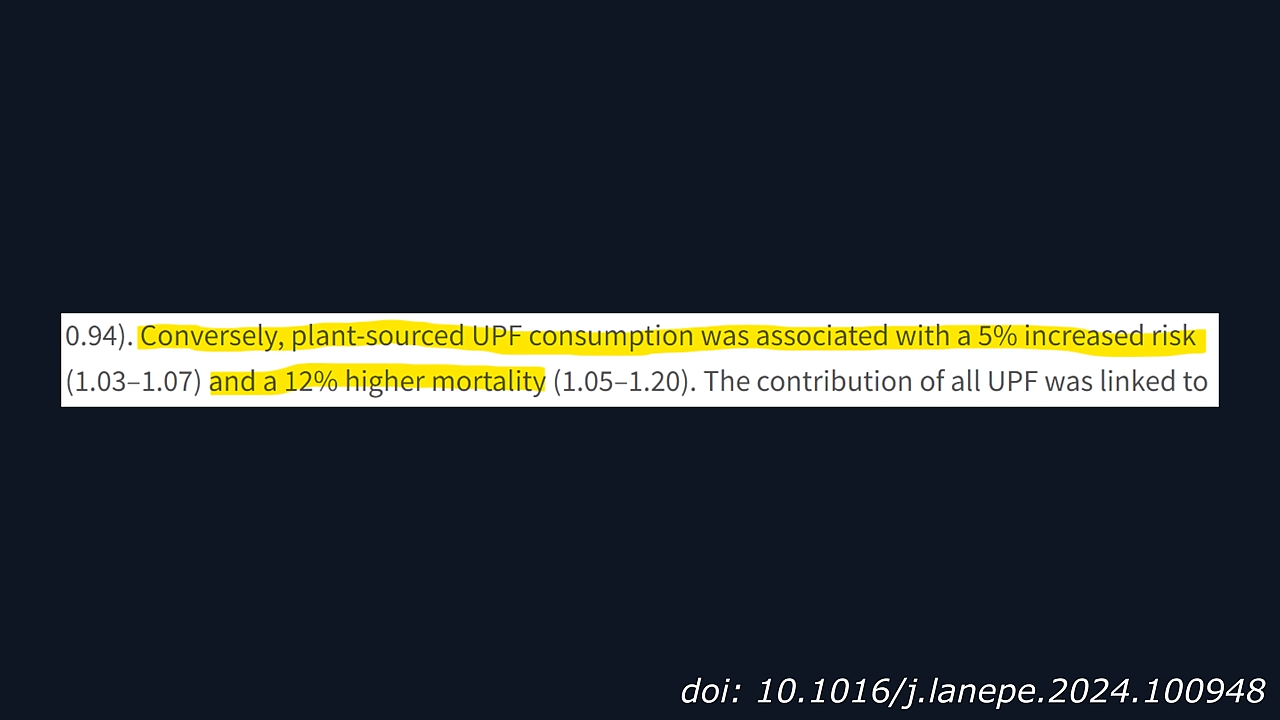 0.94). Conversely, plant-sourced UPF consumption was associated with a 5% increased risk
(1.03–1.07) and a 12% higher mortality (1.05–1.20). The contribution of all UPF was linked to
doi: 10.1016/j.lanepe.2024.100948